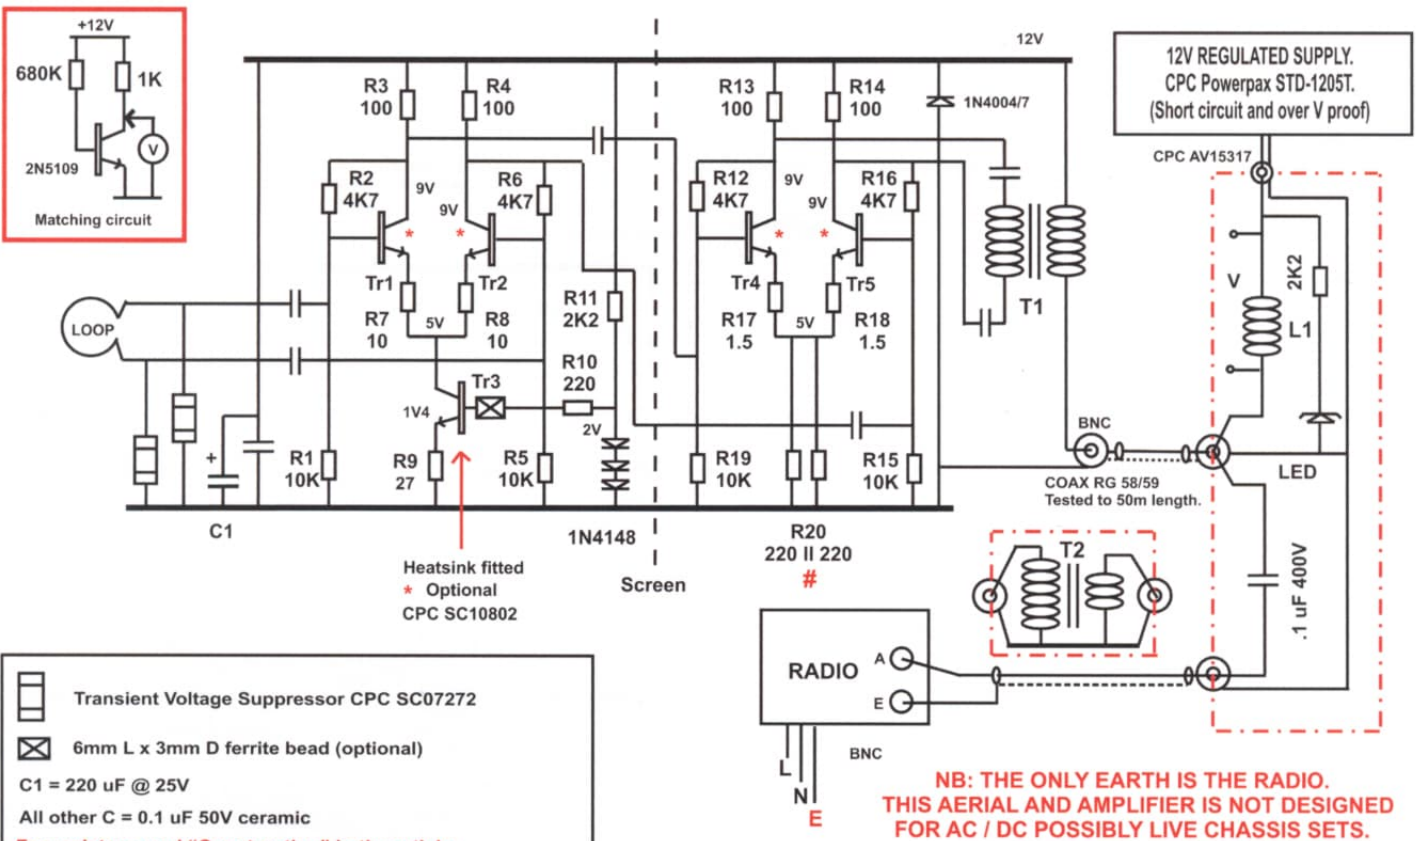 +12V
680K
1K
V
2N5109
Matching circuit
12V
R3
100
R4
100
R13
100
R14
100
1N4004/7
12V REGULATED SUPPLY.
CPC Powerpax STD-1205T.
(Short circuit and over V proof)
CPC AV15317
R2
4K7
9V
9V
R6
4K7
R12
4K7
9V
9V
R16
4K7
*
*
*
*
Tr1
Tr2
Tr4
Tr5
T1
V
2K2
L1
LOOP
R7
10
5V
R8
10
R11
2K2
R17
1.5
5V
R18
1.5
R10
220
Tr3
1V4
2V
BNC
+
R1
10K
R9
27
R5
10K
R19
10K
R15
10K
COAX RG 58/59
Tested to 50m length.
LED
C1
1N4148
R20
220 II 220
#
Screen
Heatsink fitted
* Optional
CPC SC10802
T2
.1 uF 400V
RADIO
A
E
BNC
L
N
E
Transient Voltage Suppressor CPC SC07272
6mm L x 3mm D ferrite bead (optional)
C1 = 220 uF @ 25V
All other C = 0.1 uF 50V ceramic
NB: THE ONLY EARTH IS THE RADIO.
THIS AERIAL AND AMPLIFIER IS NOT DESIGNED
FOR AC / DC POSSIBLY LIVE CHASSIS SETS.